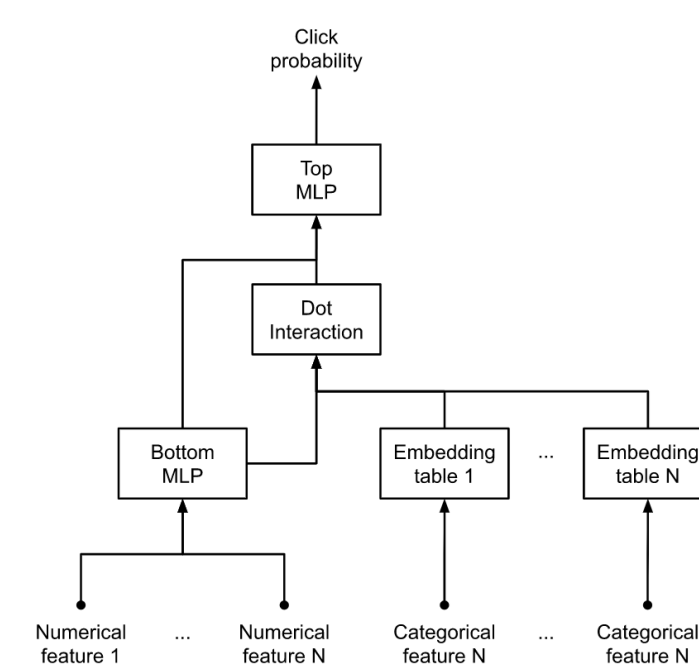 Click
probability
Top
MLP
Dot
Interaction
Bottom
MLP
Embedding
table 1
...
Embedding
table N
Numerical
feature 1
...
Numerical
feature N
Categorical
feature N
...
Categorical
feature N